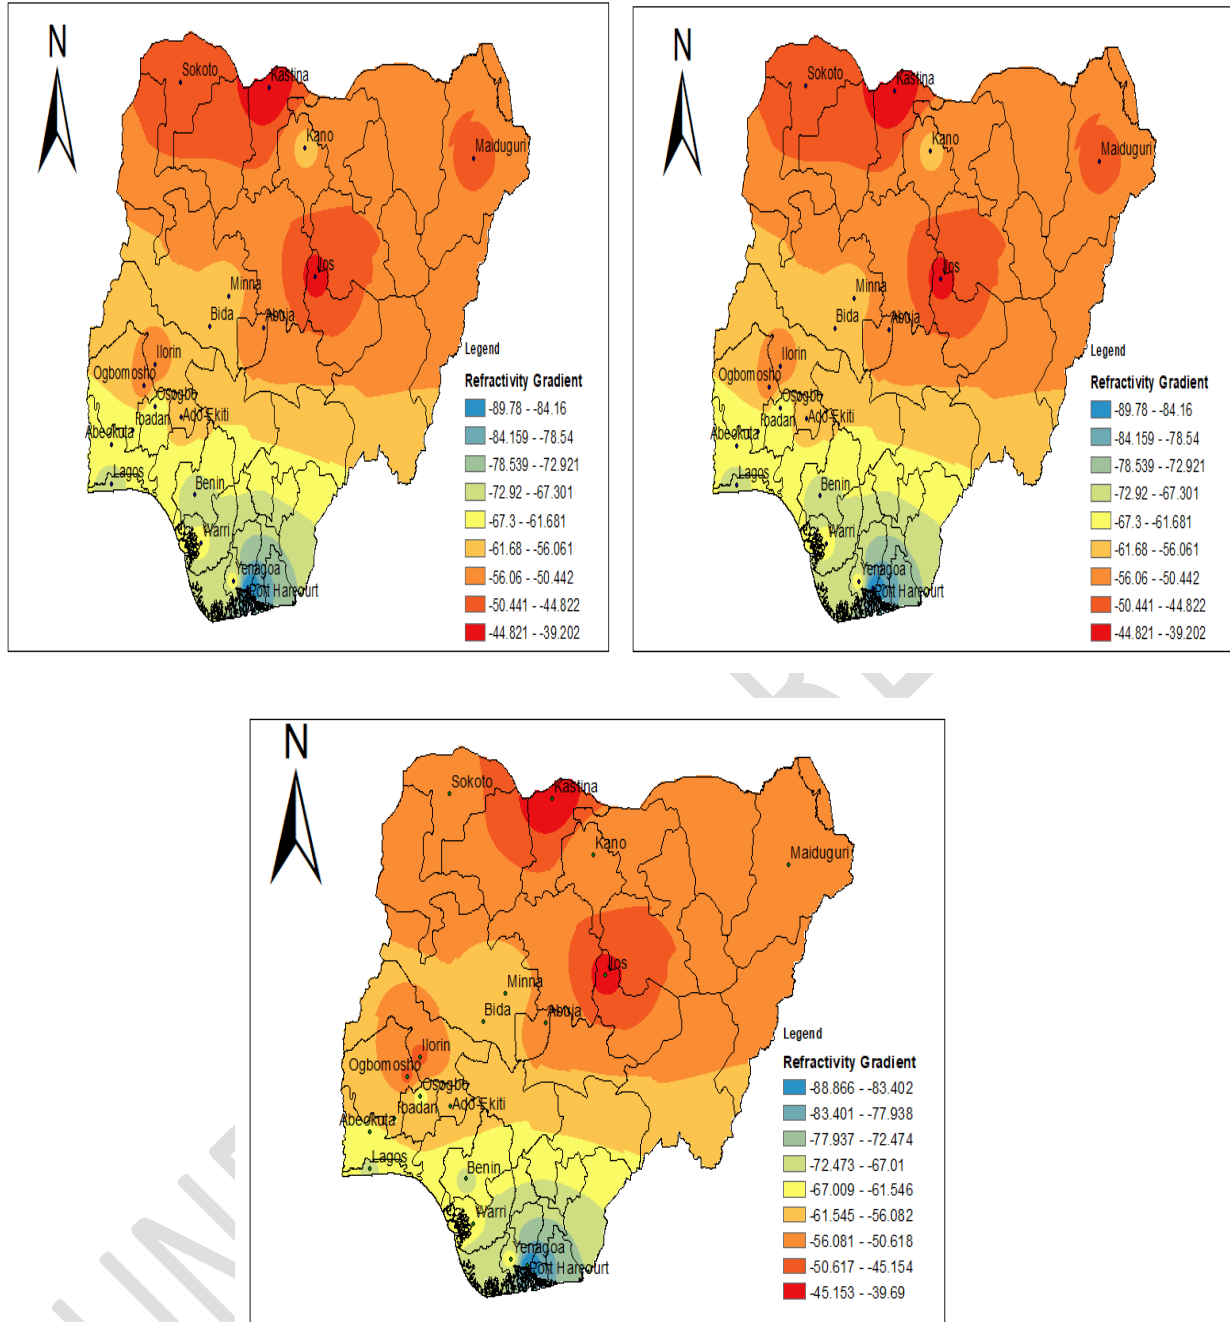 N
Sokoto
Kastina
Kano
Maiduguri
Jos
Minna
Bida
Abuja
Ilorin
Ogbomosho
Osogbo
Ibadan
Ado-Ekiti
Abeokuta
Lagos
Benin
Warri
Yenagoa
Port Harcourt
Legend
Refractivity Gradient
-89.78 - -84.16
-84.159 - -78.54
-78.539 - -72.921
-72.92 - -67.301
-67.3 - -61.681
-61.68 - -56.061
-56.06 - -50.442
-50.441 - -44.822
-44.821 - -39.202
N
Sokoto
Kastina
Kano
Maiduguri
Jos
Minna
Bida
Abuja
Ilorin
Ogbomosho
Osogbo
Ibadan
Ado-Ekiti
Abeokuta
Lagos
Benin
Warri
Yenagoa
Port Harcourt
Legend
Refractivity Gradient
-89.78 - -84.16
-84.159 - -78.54
-78.539 - -72.921
-72.92 - -67.301
-67.3 - -61.681
-61.68 - -56.061
-56.06 - -50.442
-50.441 - -44.822
-44.821 - -39.202
N
Sokoto
Kastina
Kano
Maiduguri
Jos
Minna
Bida
Abuja
Ilorin
Ogbomosho
Osogbo
Ibadan
Ado-Ekiti
Abeokuta
Lagos
Benin
Warri
Yenagoa
Port Harcourt
Legend
Refractivity Gradient
-88.866 - -83.402
-83.401 - -77.938
-77.937 - -72.474
-72.473 - -67.01
-67.009 - -61.546
-61.545 - -56.082
-56.081 - -50.618
-50.617 - -45.154
-45.153 - -39.69